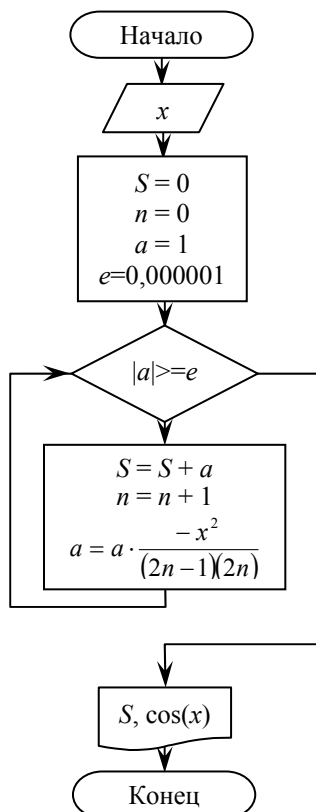 Начало
x
S = 0
n = 0
a = 1
e=0,000001
|a|>=e
S = S + a
n = n + 1
a = a · −x² / (2n−1)(2n)
S, cos(x)
Конец